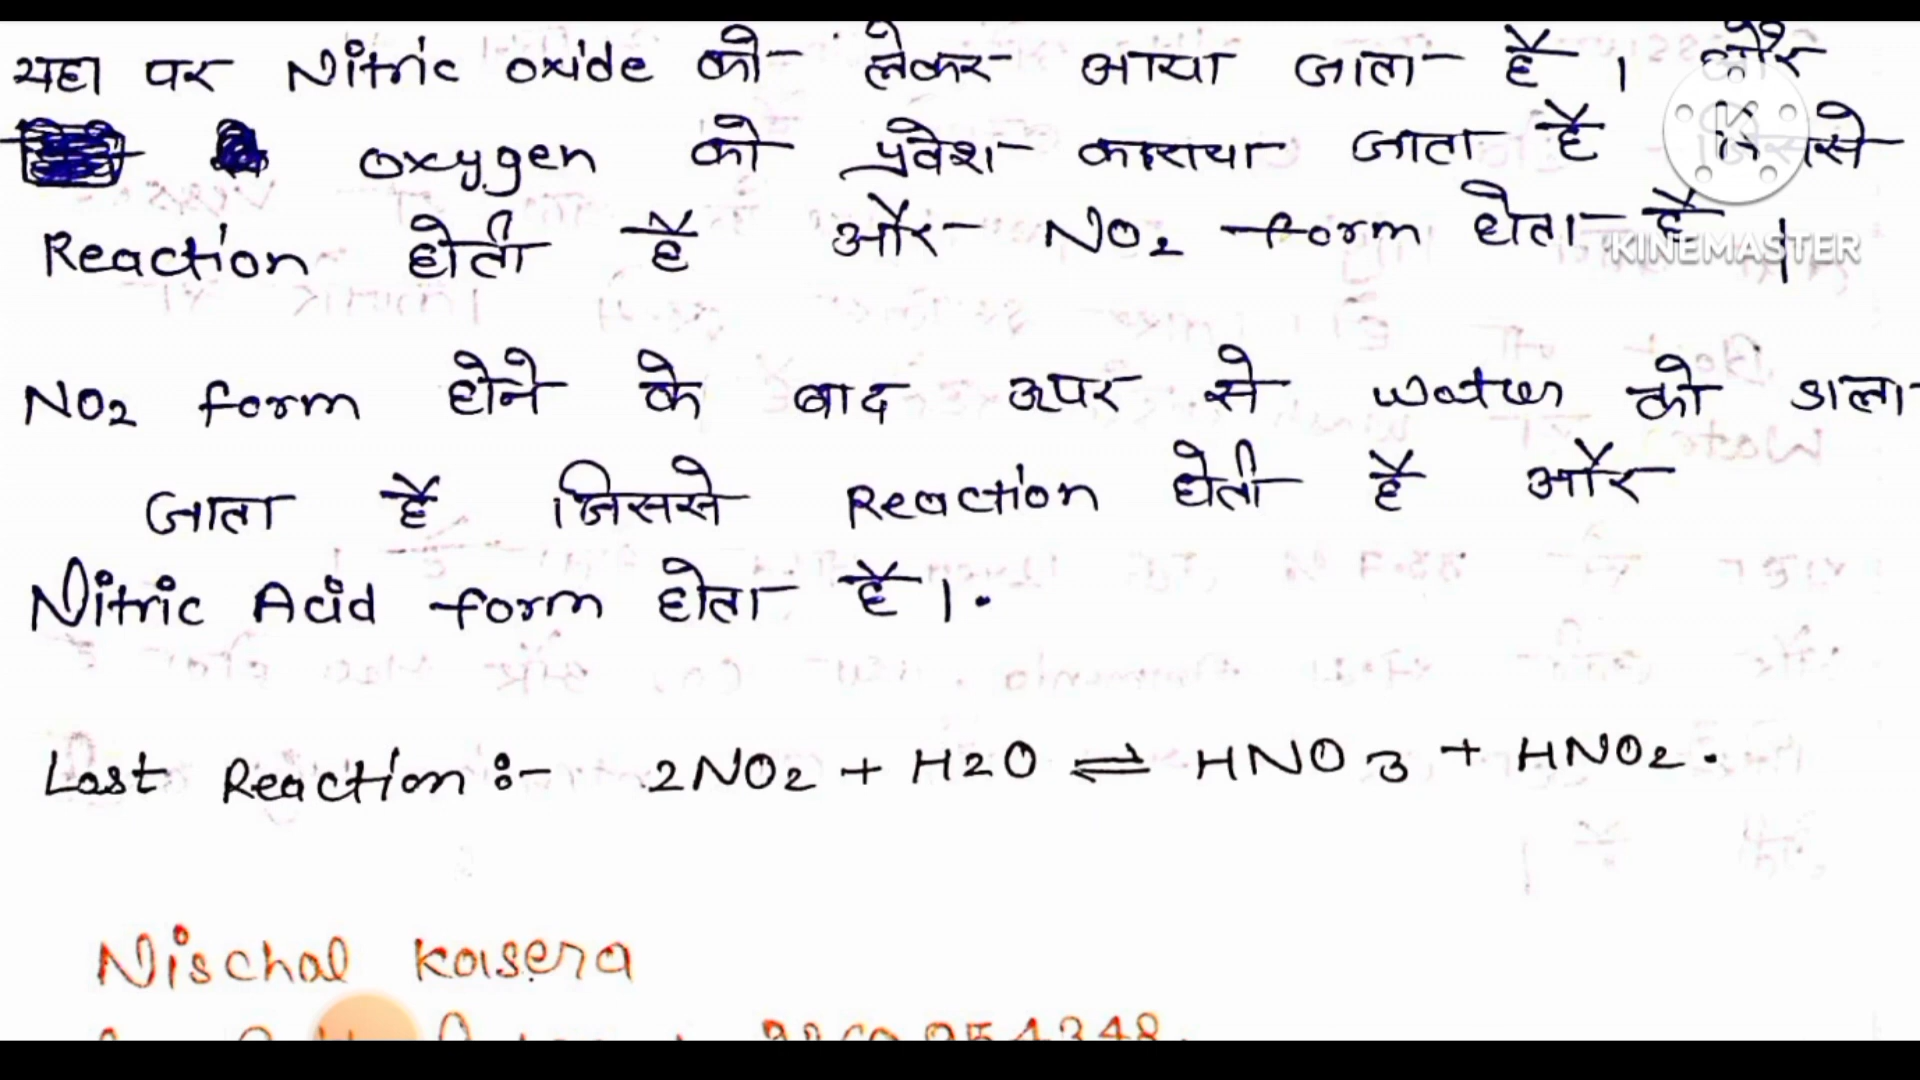 यहा पर Nitric oxide को लेकर आया जाता है। और
oxygen को प्रवेश काराया जाता है जिससे
Reaction होती है और NO2 form होता है।
KINEMASTER
NO2 form होने के बाद ऊपर से water को डाला
जाता है जिससे Reaction होती है और
Nitric Acid form होता है।.
Last Reaction :- 2NO2 + H2O ⇌ HNO3 + HNO2.
Nischal Kasera